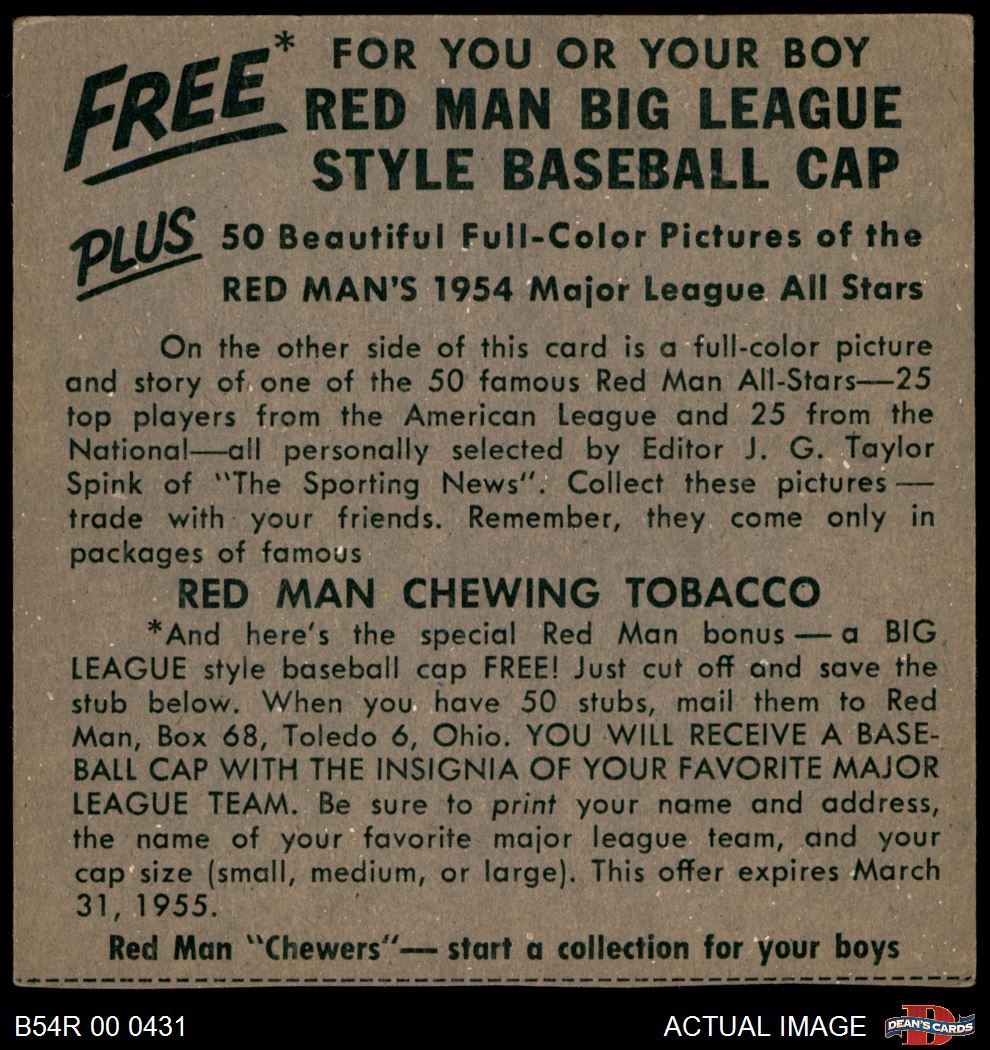 FREE* FOR YOU OR YOUR BOY
RED MAN BIG LEAGUE
STYLE BASEBALL CAP
PLUS 50 Beautiful Full-Color Pictures of the
RED MAN'S 1954 Major League All Stars
On the other side of this card is a full-color picture
and story of one of the 50 famous Red Man All-Stars—25
top players from the American League and 25 from the
National—all personally selected by Editor J. G. Taylor
Spink of "The Sporting News". Collect these pictures—
trade with your friends. Remember, they come only in
packages of famous
RED MAN CHEWING TOBACCO
*And here's the special Red Man bonus—a BIG
LEAGUE style baseball cap FREE! Just cut off and save the
stub below. When you have 50 stubs, mail them to Red
Man, Box 68, Toledo 6, Ohio. YOU WILL RECEIVE A BASE-
BALL CAP WITH THE INSIGNIA OF YOUR FAVORITE MAJOR
LEAGUE TEAM. Be sure to print your name and address,
the name of your favorite major league team, and your
cap size (small, medium, or large). This offer expires March
31, 1955.
Red Man "Chewers"—start a collection for your boys
B54R 00 0431
ACTUAL IMAGE
D
DEAN'S CARDS